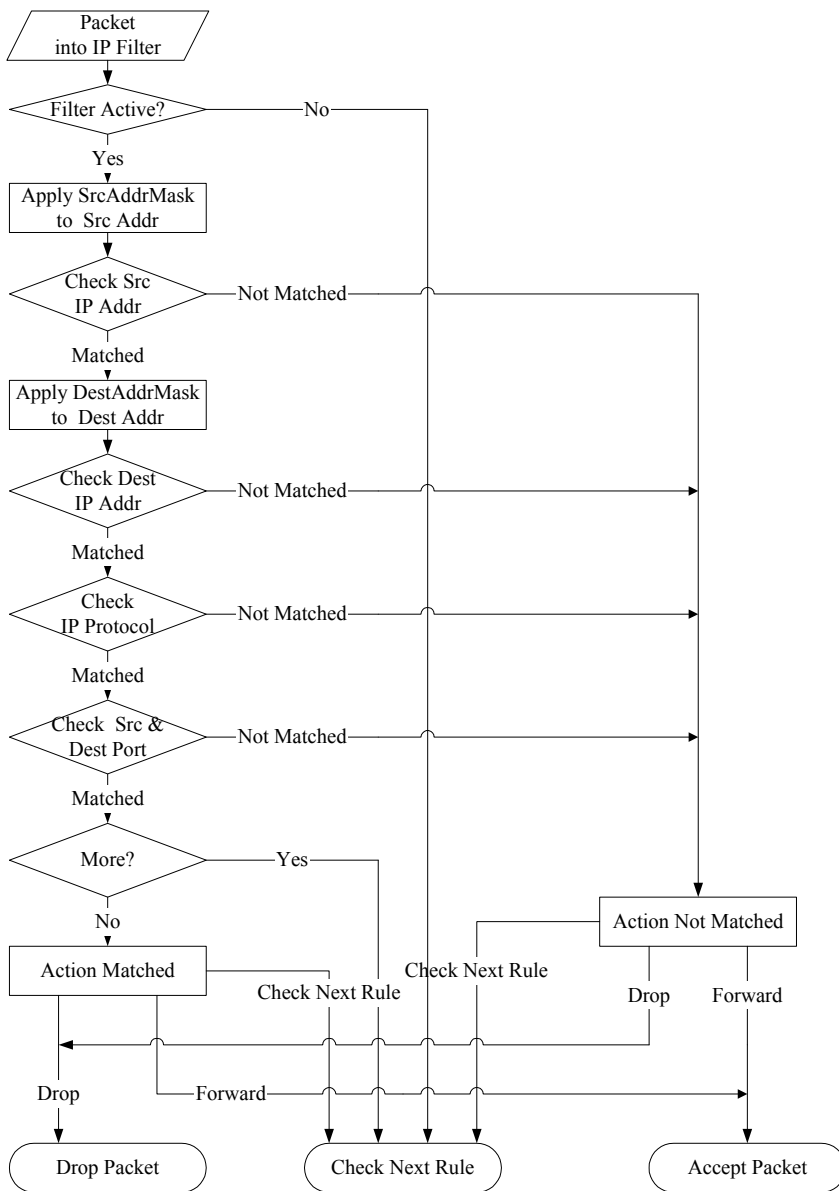 Packet
into IP Filter
Filter Active?
No
Yes
Apply SrcAddrMask
to Src Addr
Check Src
IP Addr
Not Matched
Matched
Apply DestAddrMask
to Dest Addr
Check Dest
IP Addr
Not Matched
Matched
Check
IP Protocol
Not Matched
Matched
Check Src &
Dest Port
Not Matched
Matched
More?
Yes
No
Action Not Matched
Action Matched
Check Next Rule
Check Next Rule
Drop
Forward
Drop
Forward
Drop Packet
Check Next Rule
Accept Packet